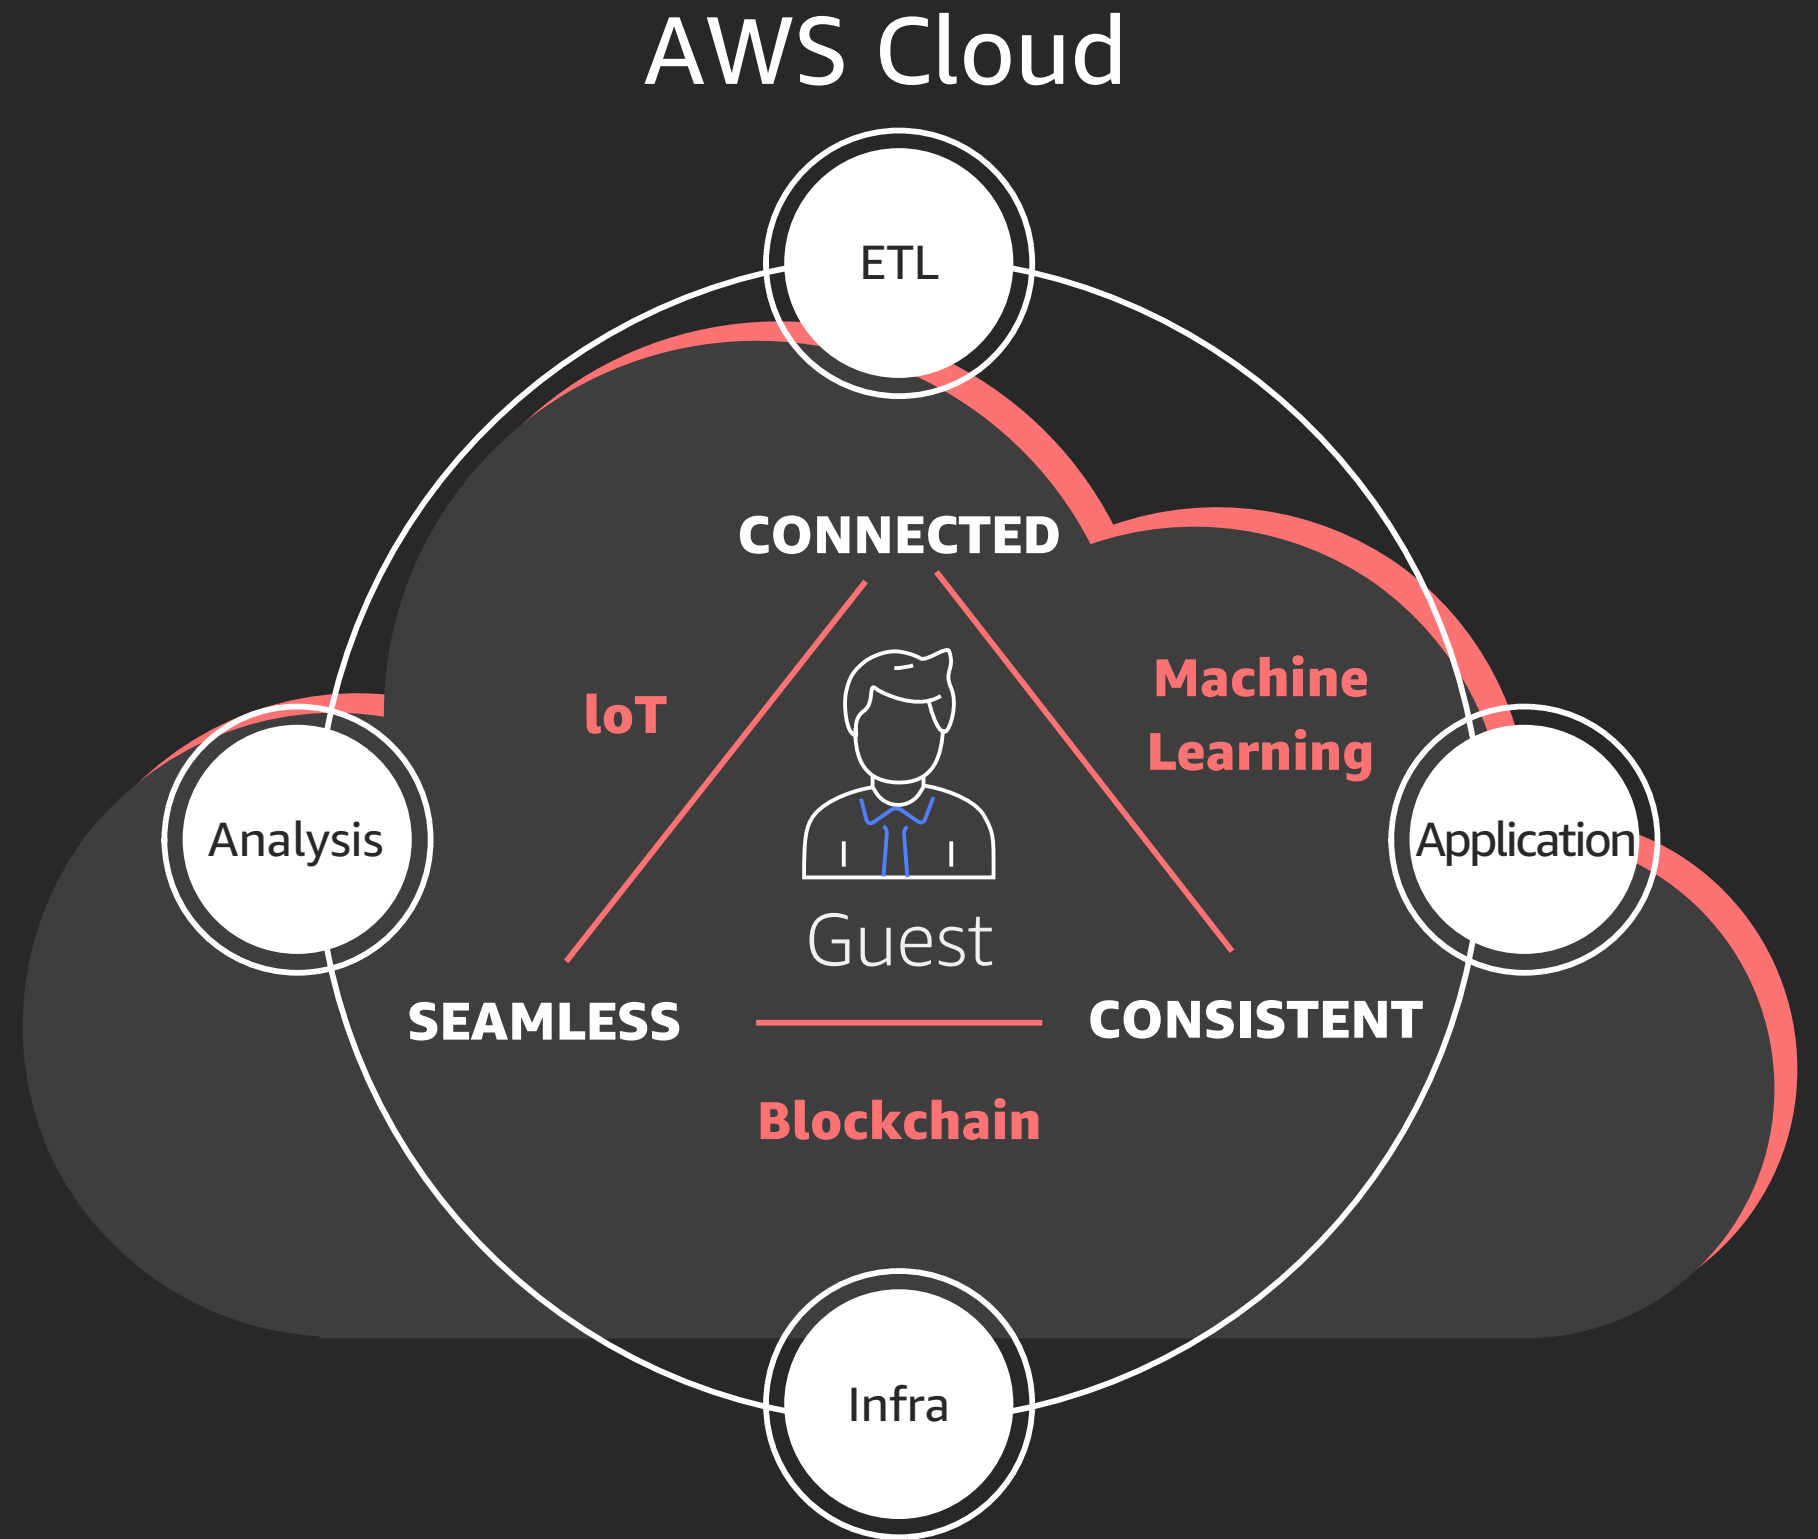 AWS Cloud
ETL
CONNECTED
IoT
Machine
Learning
Analysis
Application
Guest
SEAMLESS
CONSISTENT
Blockchain
Infra